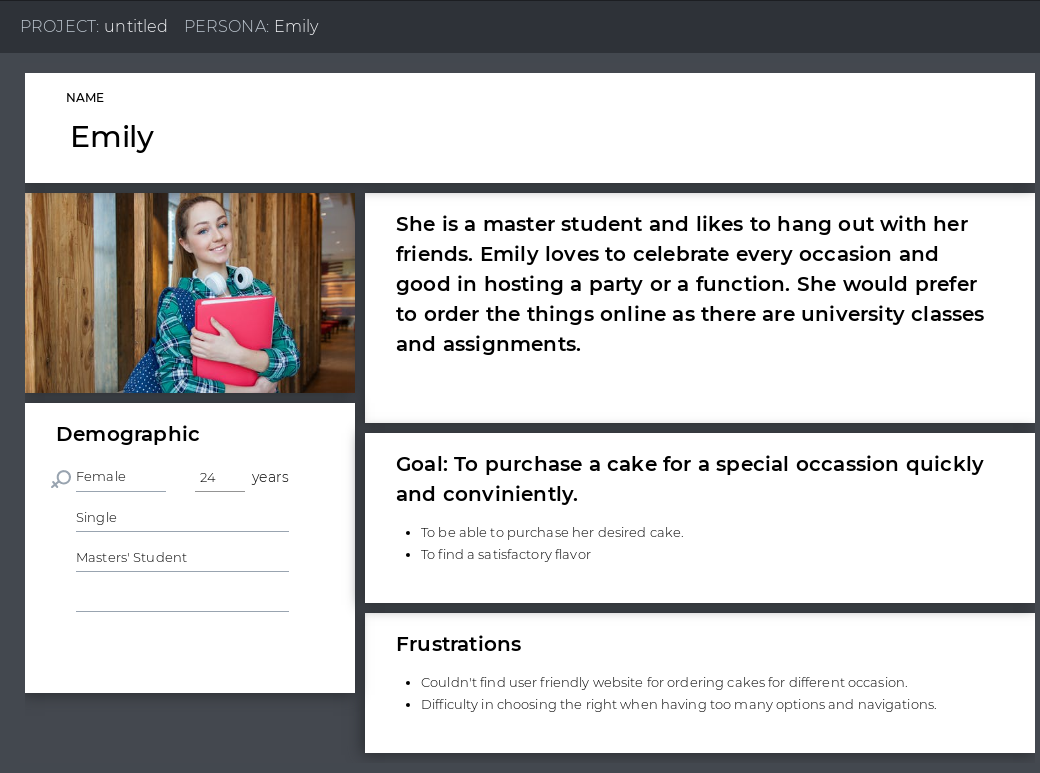 PROJECT: untitled PERSONA: Emily
NAME
Emily
She is a master student and likes to hang out with her
friends. Emily loves to celebrate every occasion and
good in hosting a party or a function. She would prefer
to order the things online as there are university classes
and assignments.
Demographic
Female 24 years
Single
Masters' Student
Goal: To purchase a cake for a special occassion quickly
and conviniently.
• To be able to purchase her desired cake.
• To find a satisfactory flavor
Frustrations
• Couldn't find user friendly website for ordering cakes for different occasion.
• Difficulty in choosing the right when having too many options and navigations.